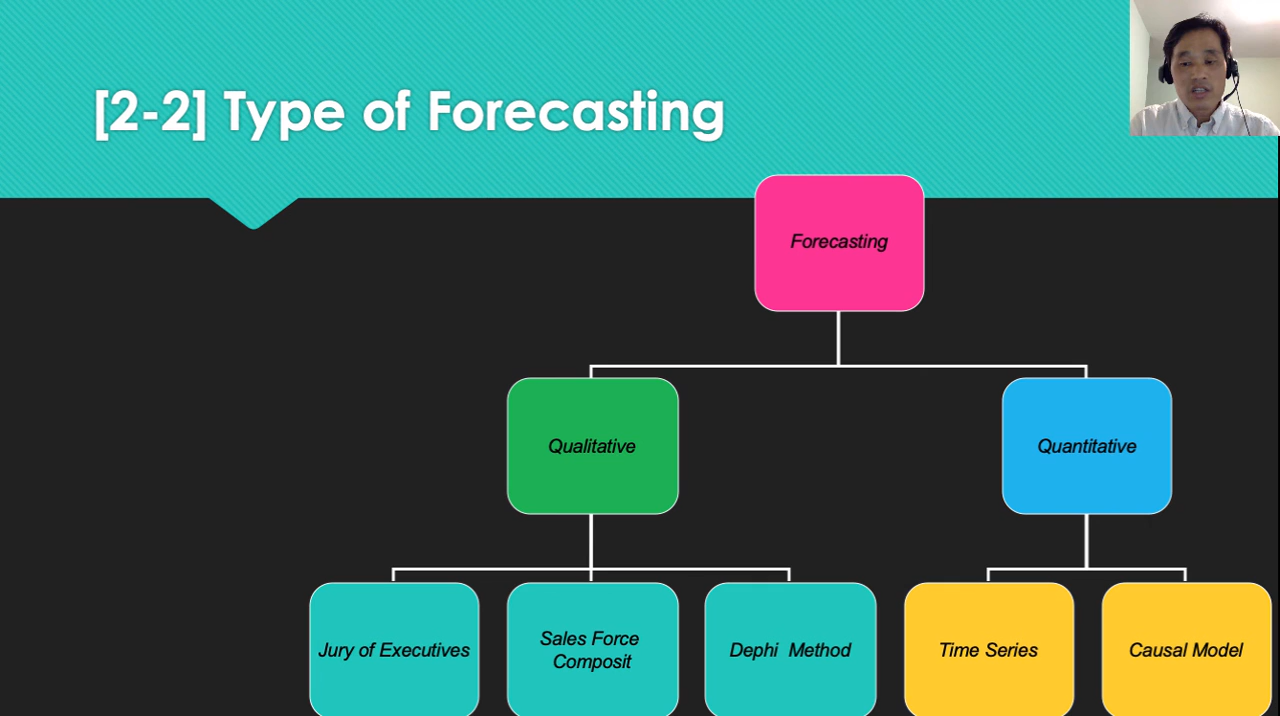 [2-2] Type of Forecasting
Forecasting
Qualitative
Quantitative
Jury of Executives
Sales Force
Composit
Dephi Method
Time Series
Causal Model